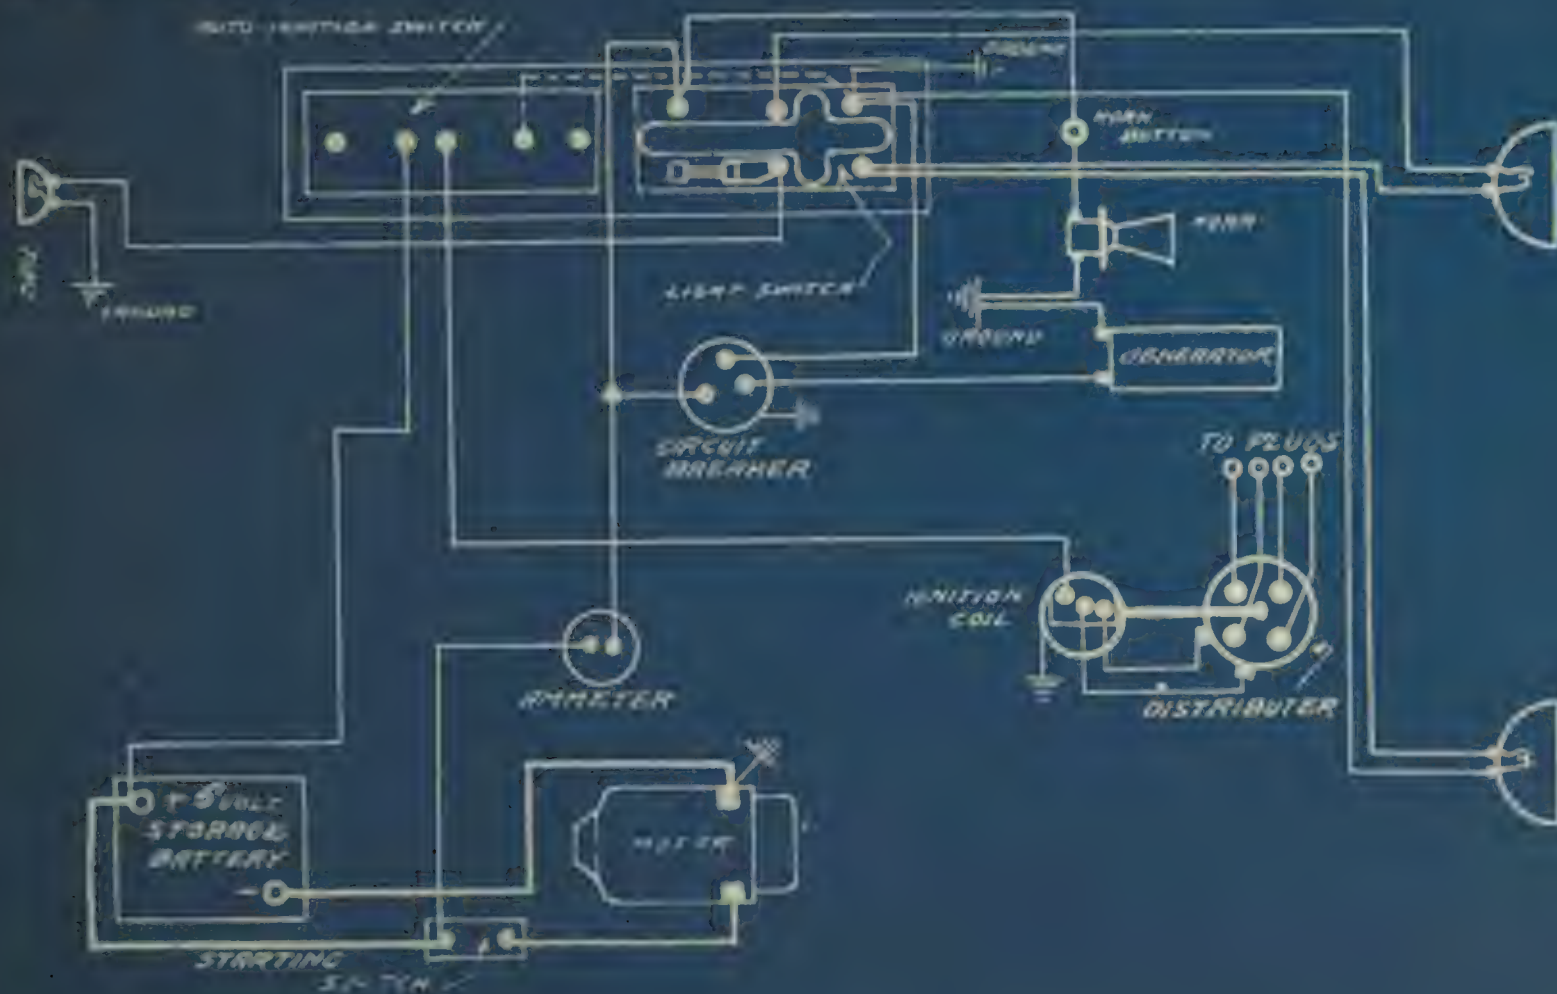 AUTO-IGNITION SWITCH
GROUND
HORN
BUTTON
HORN
LIGHT SWITCH
GROUND
GROUND
GENERATOR
CIRCUIT
BREAKER
TO PLUGS
IGNITION
COIL
AMMETER
DISTRIBUTER
+ 6 VOLT
STORAGE
BATTERY
-
MOTOR
STARTING
SWITCH